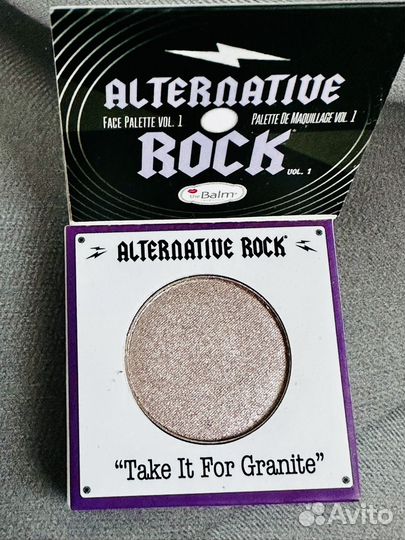 ALTERNATIVE
FACE PALETTE VOL. 1 PALETTE DE MAQUILLAGE VOL. 1
ROCK
VOL. 1
theBalm
ALTERNATIVE ROCK
"Take It For Granite"
Avito